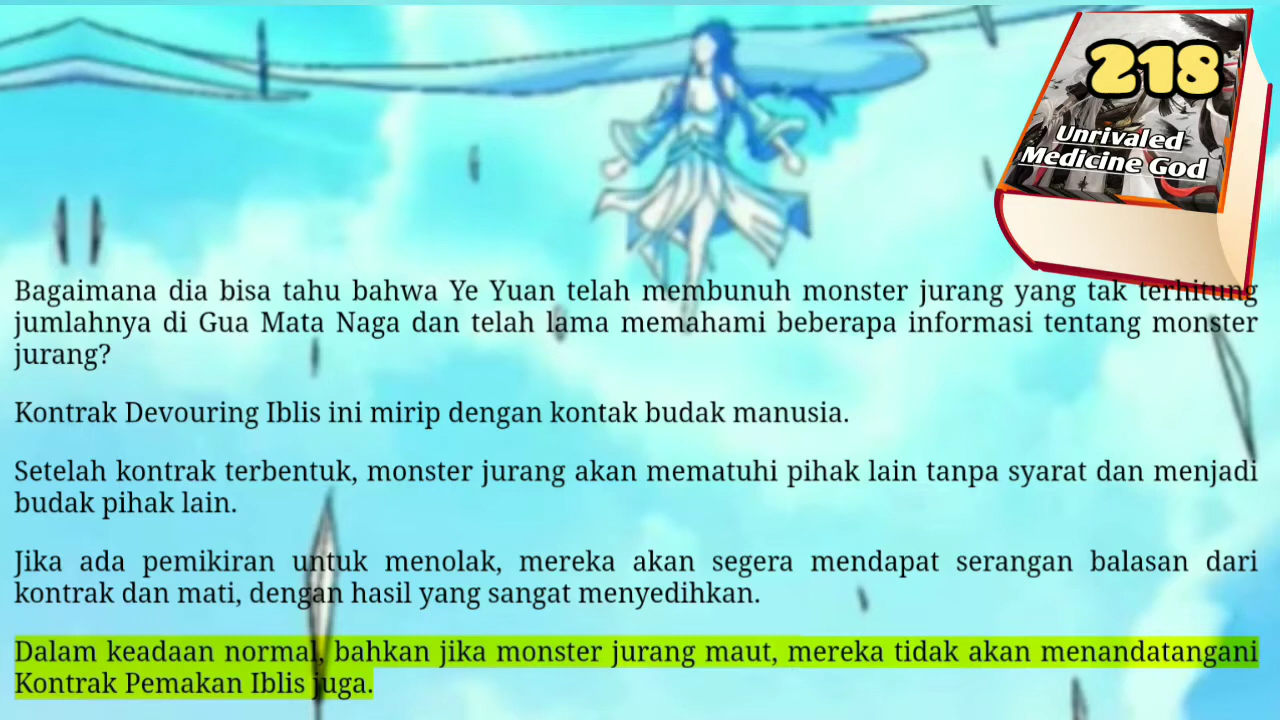 218
Unrivaled
Medicine God
Bagaimana dia bisa tahu bahwa Ye Yuan telah membunuh monster jurang yang tak terhitung
jumlahnya di Gua Mata Naga dan telah lama memahami beberapa informasi tentang monster
jurang?
Kontrak Devouring Iblis ini mirip dengan kontak budak manusia.
Setelah kontrak terbentuk, monster jurang akan mematuhi pihak lain tanpa syarat dan menjadi
budak pihak lain.
Jika ada pemikiran untuk menolak, mereka akan segera mendapat serangan balasan dari
kontrak dan mati, dengan hasil yang sangat menyedihkan.
Dalam keadaan normal, bahkan jika monster jurang maut, mereka tidak akan menandatangani
Kontrak Pemakan Iblis juga.